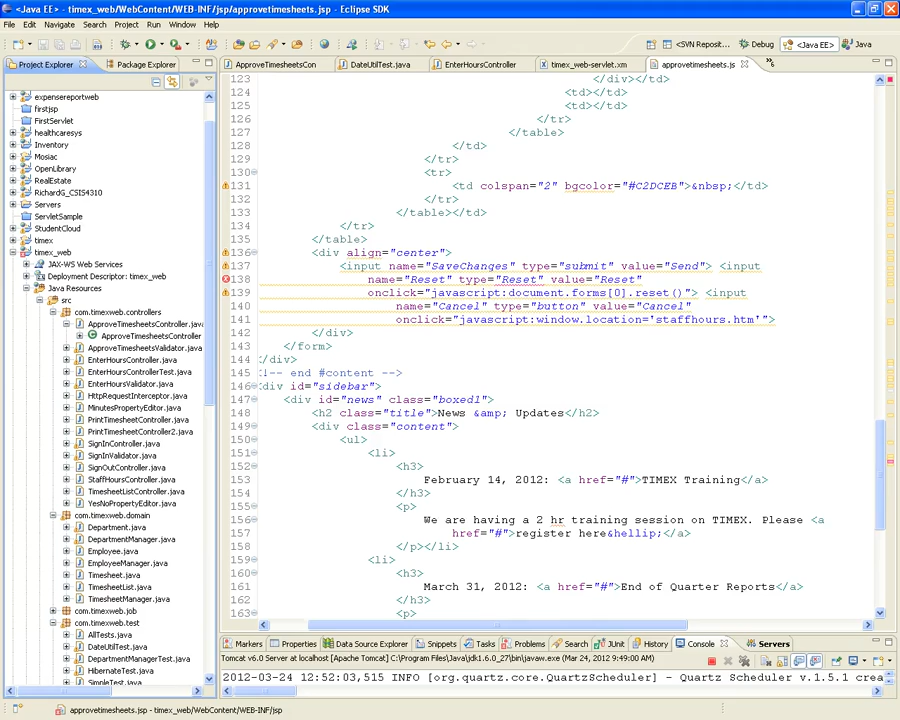 <Java EE> - timex_web/WebContent/WEB-INF/jsp/approvetimesheets.jsp - Eclipse SDK
File Edit Source Navigate Search Project Run Window Help
<SVN Reposit... Debug <Java EE> Java
Project Explorer Package Explorer
ApproveTimesheetsCon DateUtilTest.java EnterHoursController timex_web-servlet.xm approvetimesheets.js »6
expensereportweb
firstjsp
FirstServlet
healthcaresys
Inventory
Mosiac
OpenLibrary
RealEstate
RichardG_CSIS4310
Servers
ServletSample
StudentCloud
timex
timex_web
JAX-WS Web Services
Deployment Descriptor: timex_web
Java Resources
src
com.timexweb.controllers
ApproveTimesheetsController.java
ApproveTimesheetsController
ApproveTimesheetsValidator.java
EnterHoursController.java
EnterHoursControllerTest.java
EnterHoursValidator.java
HttpRequestInterceptor.java
MinutesPropertyEditor.java
PrintTimesheetController.java
PrintTimesheetController2.java
SignInController.java
SignInValidator.java
SignOutController.java
StaffHoursController.java
TimesheetListController.java
YesNoPropertyEditor.java
com.timexweb.domain
Department.java
DepartmentManager.java
Employee.java
EmployeeManager.java
Timesheet.java
TimesheetList.java
TimesheetManager.java
com.timexweb.job
com.timexweb.test
AllTests.java
DateUtilTest.java
DepartmentManagerTest.java
HibernateTest.java
SimpleTest.java
123 </div></td>
124 <td></td>
125 <td></td>
126 </tr>
127 </table>
128 </td>
129 </tr>
130 <tr>
131 <td colspan="2" bgcolor="#C2DCEB">&nbsp;</td>
132 </tr>
133 </table></td>
134 </tr>
135 </table>
136 <div align="center">
137 <input name="SaveChanges" type="submit" value="Send"> <input
138 name="Reset" type="Reset" value="Reset"
139 onclick="javascript:document.forms[0].reset()"> <input
140 name="Cancel" type="button" value="Cancel"
141 onclick="javascript:window.location='staffhours.htm'">
142 </div>
143 </form>
144 </div>
145 !-- end #content -->
146 div id="sidebar">
147 <div id="news" class="boxed1">
148 <h2 class="title">News &amp; Updates</h2>
149 <div class="content">
150 <ul>
151 <li>
152 <h3>
153 February 14, 2012: <a href="#">TIMEX Training</a>
154 </h3>
155 <p>
156 We are having a 2 hr training session on TIMEX. Please <a
157 href="#">register here&hellip;</a>
158 </p></li>
159 <li>
160 <h3>
161 March 31, 2012: <a href="#">End of Quarter Reports</a>
162 </h3>
163 <p>
Markers Properties Data Source Explorer Snippets Tasks Problems Search JUnit History Console Servers
Tomcat v6.0 Server at localhost [Apache Tomcat] C:\Program Files\Java\jdk1.6.0_27\bin\javaw.exe (Mar 24, 2012 9:49:00 AM)
2012-03-24 12:52:03,515 INFO [org.quartz.core.QuartzScheduler] - Quartz Scheduler v.1.5.1 crea
approvetimesheets.jsp - timex_web/WebContent/WEB-INF/jsp